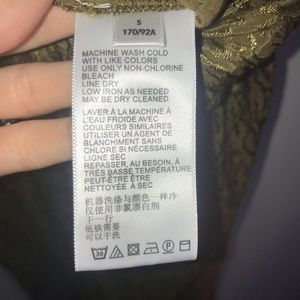 S
170/92A
MACHINE WASH COLD
WITH LIKE COLORS
USE ONLY NON-CHLORINE
BLEACH
LINE DRY
LOW IRON AS NEEDED
MAY BE DRY CLEANED
LAVER À LA MACHINE À
L'EAU FROIDE AVEC
COULEURS SIMILAIRES
UTILISER UN AGENT DE
BLANCHIMENT SANS
CHLORE SI NÉCESSAIRE
LIGNE SEC
REPASSER, AU BESOIN, À
TRÈS BASSE TEMPÉRATURE
PEUT-ÊTRE ÊTRE
NETTOYÉE À SEC
机器洗涤与颜色一样冷
仅使用非氯漂白剂
干一行
低铁需要
可以干洗
30